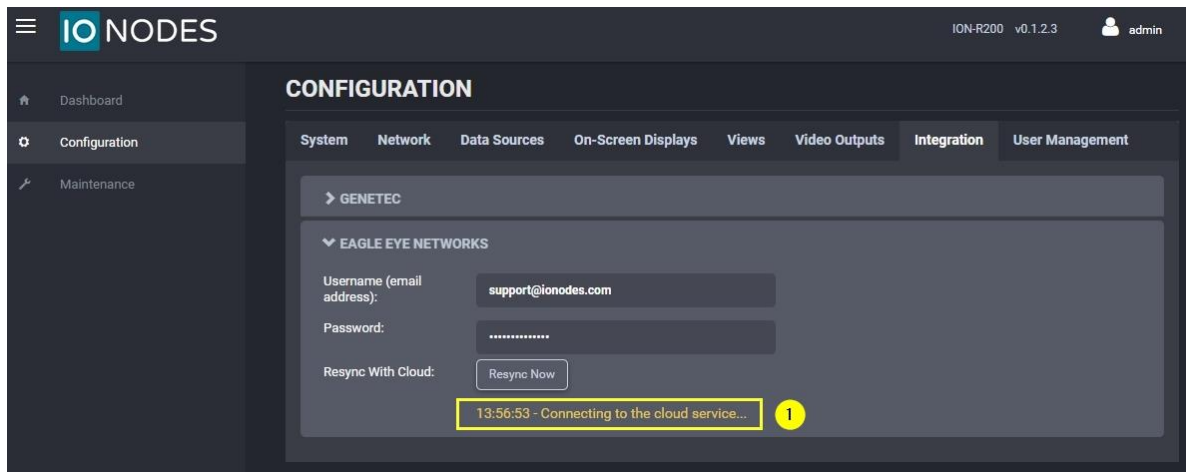 IONODES
ION-R200 v0.1.2.3 admin
Dashboard
Configuration
Maintenance
CONFIGURATION
System Network Data Sources On-Screen Displays Views Video Outputs Integration User Management
GENETEC
EAGLE EYE NETWORKS
Username (email
address):
support@ionodes.com
Password:
••••••••••••••
Resync With Cloud:
Resync Now
13:56:53 - Connecting to the cloud service...
1